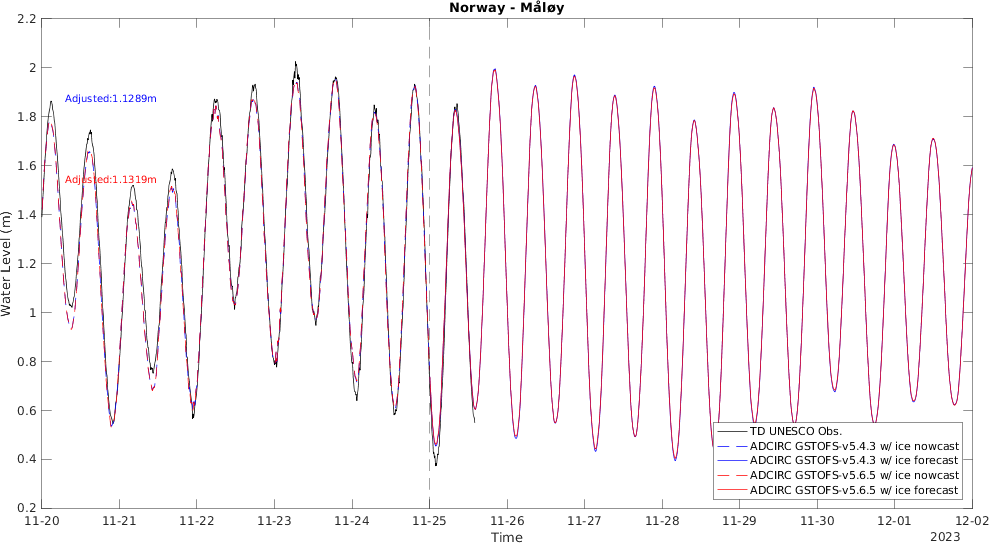 Norway - Måløy
2.2
2
1.8
1.6
1.4
1.2
1
0.8
0.6
0.4
0.2
Water Level (m)
Adjusted:1.1289m
Adjusted:1.1319m
TD UNESCO Obs.
ADCIRC GSTOFS-v5.4.3 w/ ice nowcast
ADCIRC GSTOFS-v5.4.3 w/ ice forecast
ADCIRC GSTOFS-v5.6.5 w/ ice nowcast
ADCIRC GSTOFS-v5.6.5 w/ ice forecast
11-20 11-21 11-22 11-23 11-24 11-25 11-26 11-27 11-28 11-29 11-30 12-01 12-02
Time
2023